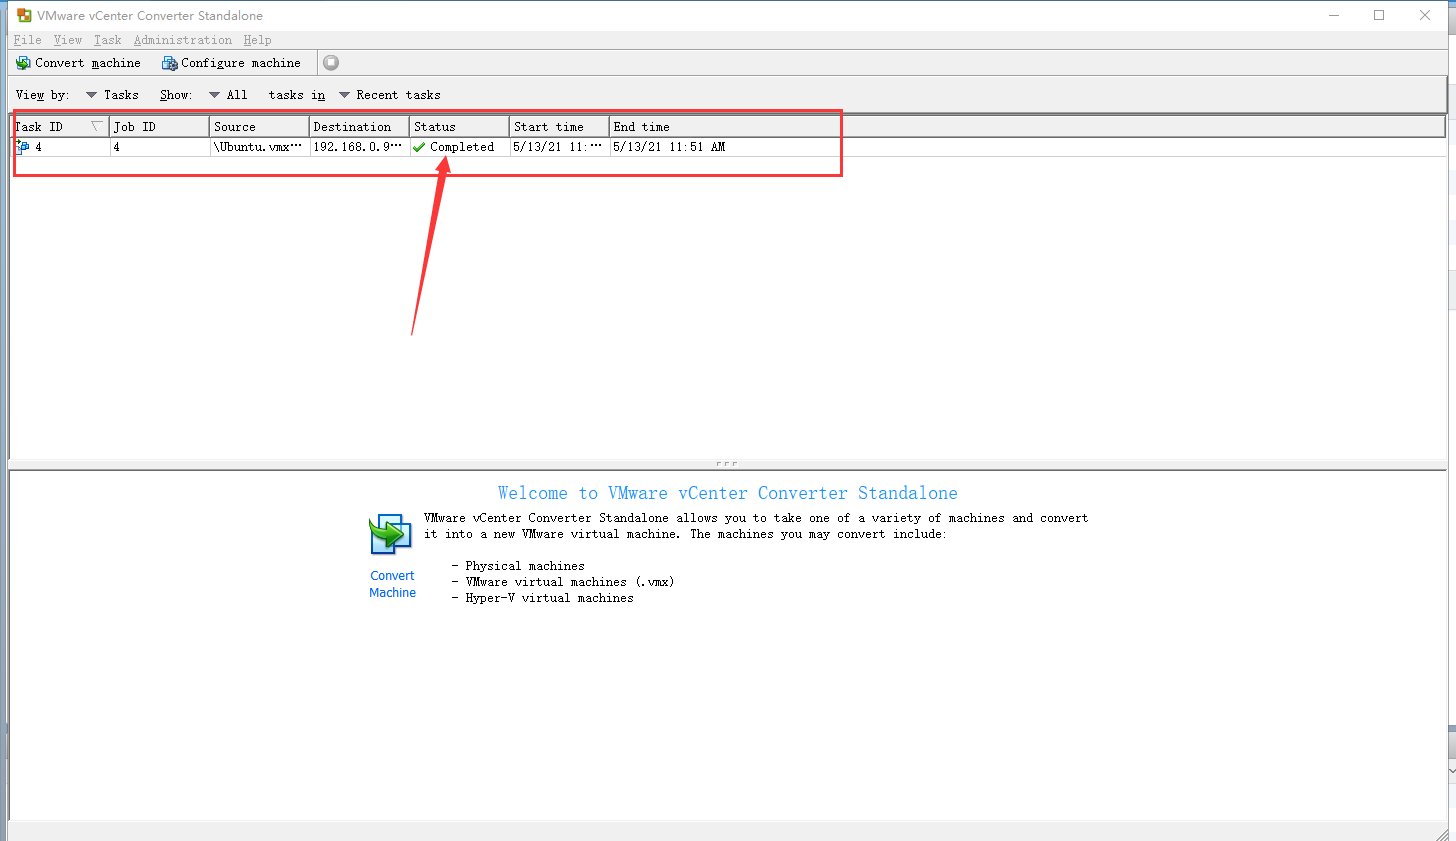 VMware vCenter Converter Standalone
File View Task Administration Help
Convert machine Configure machine
View by: Tasks Show: All tasks in Recent tasks
Task ID Job ID Source Destination Status Start time End time
4 4 \Ubuntu.vmx··· 192.168.0.9··· Completed 5/13/21 11:··· 5/13/21 11:51 AM
Welcome to VMware vCenter Converter Standalone
VMware vCenter Converter Standalone allows you to take one of a variety of machines and convert
it into a new VMware virtual machine. The machines you may convert include:
- Physical machines
- VMware virtual machines (.vmx)
- Hyper-V virtual machines
Convert
Machine